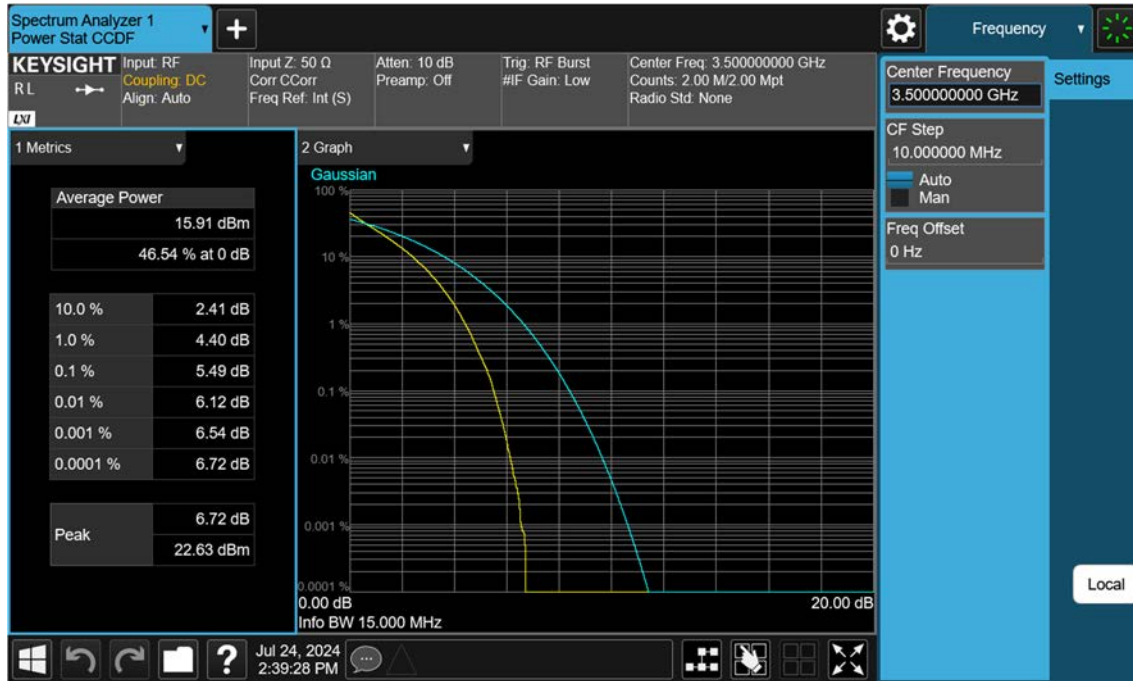 Spectrum Analyzer 1
Power Stat CCDF
+
Frequency
KEYSIGHT
RL
LXI
Input: RF
Coupling: DC
Align: Auto
Input Z: 50 Ω
Corr CCorr
Freq Ref: Int (S)
Atten: 10 dB
Preamp: Off
Trig: RF Burst
#IF Gain: Low
Center Freq: 3.500000000 GHz
Counts: 2.00 M/2.00 Mpt
Radio Std: None
Center Frequency
3.500000000 GHz
Settings
CF Step
10.000000 MHz
Auto
Man
Freq Offset
0 Hz
Local
1 Metrics
Average Power
15.91 dBm
46.54 % at 0 dB
10.0 % 2.41 dB
1.0 % 4.40 dB
0.1 % 5.49 dB
0.01 % 6.12 dB
0.001 % 6.54 dB
0.0001 % 6.72 dB
Peak
6.72 dB
22.63 dBm
2 Graph
Gaussian
100 %
10 %
1 %
0.1 %
0.01 %
0.001 %
0.0001 %
0.00 dB 20.00 dB
Info BW 15.000 MHz
?
Jul 24, 2024
2:39:28 PM